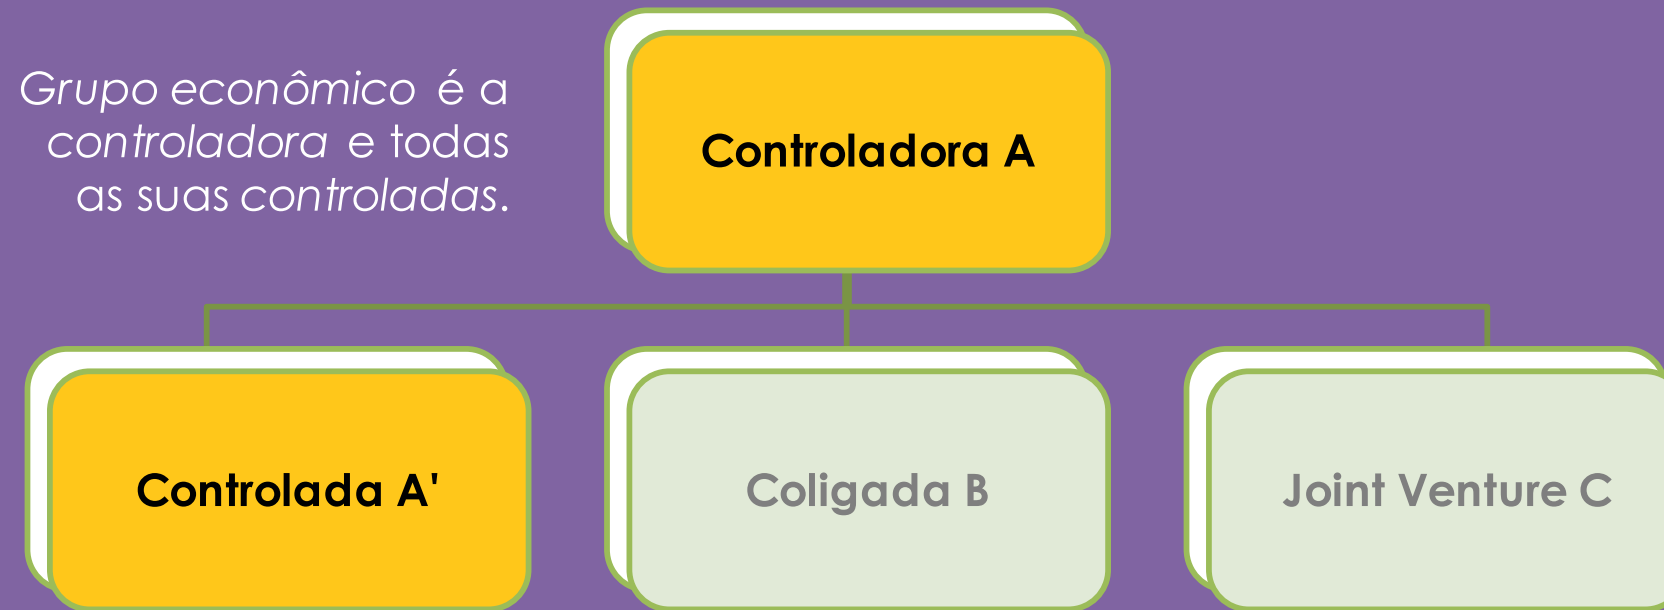 Grupo econômico é a
controladora e todas
as suas controladas.
Controladora A
Controlada A'
Coligada B
Joint Venture C